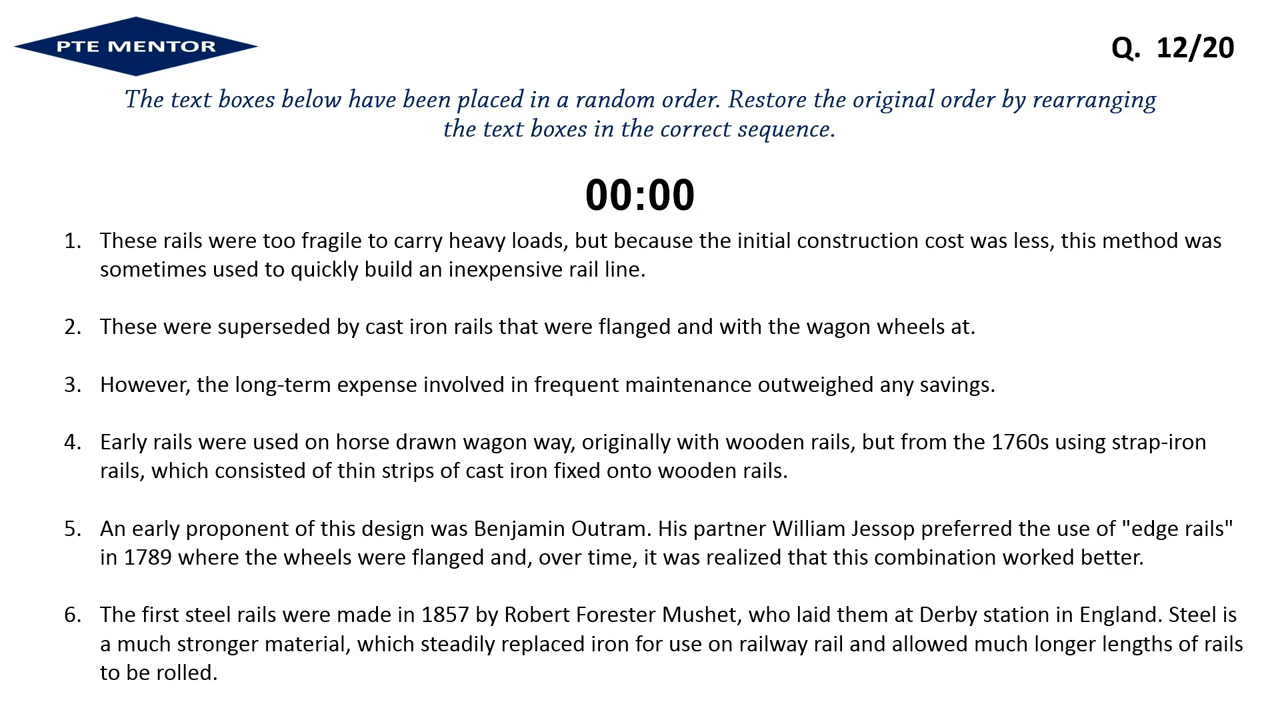 PTE MENTOR
Q. 12/20
The text boxes below have been placed in a random order. Restore the original order by rearranging
the text boxes in the correct sequence.
00:00
1. These rails were too fragile to carry heavy loads, but because the initial construction cost was less, this method was
sometimes used to quickly build an inexpensive rail line.
2. These were superseded by cast iron rails that were flanged and with the wagon wheels at.
3. However, the long-term expense involved in frequent maintenance outweighed any savings.
4. Early rails were used on horse drawn wagon way, originally with wooden rails, but from the 1760s using strap-iron
rails, which consisted of thin strips of cast iron fixed onto wooden rails.
5. An early proponent of this design was Benjamin Outram. His partner William Jessop preferred the use of "edge rails"
in 1789 where the wheels were flanged and, over time, it was realized that this combination worked better.
6. The first steel rails were made in 1857 by Robert Forester Mushet, who laid them at Derby station in England. Steel is
a much stronger material, which steadily replaced iron for use on railway rail and allowed much longer lengths of rails
to be rolled.